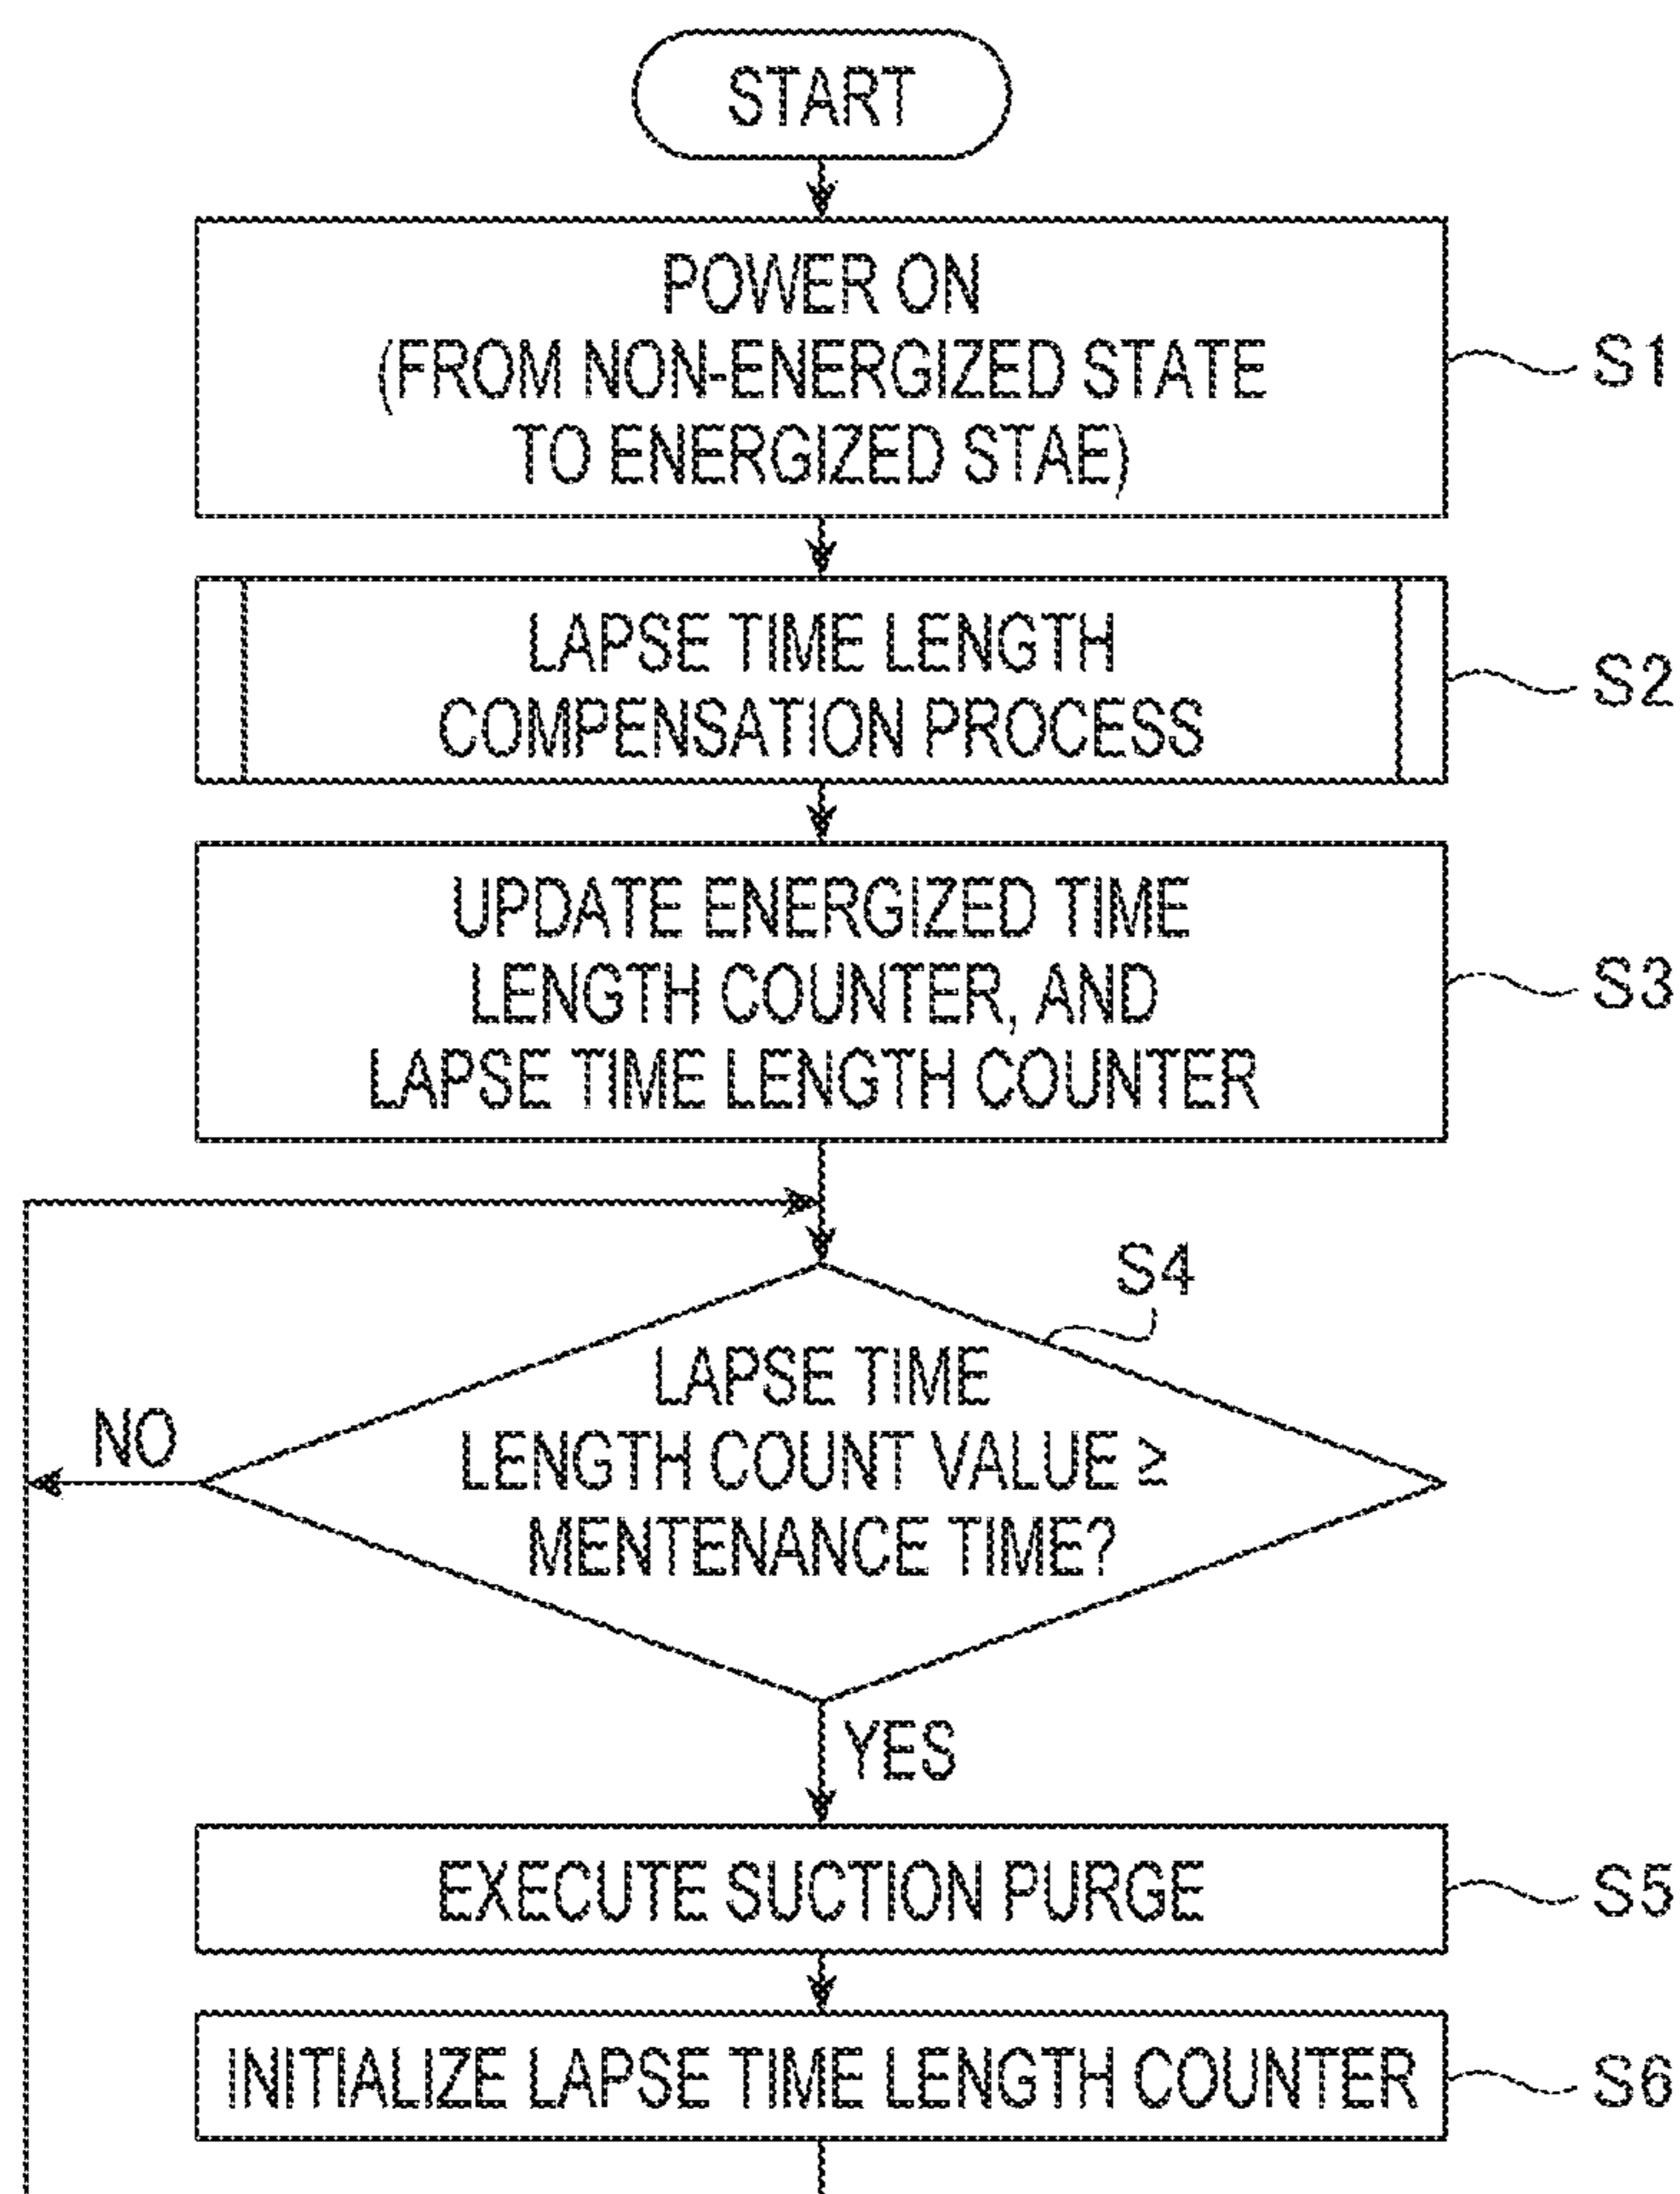 START
POWER ON
(FROM NON-ENERGIZED STATE
TO ENERGIZED STAE)
S1
LAPSE TIME LENGTH
COMPENSATION PROCESS
S2
UPDATE ENERGIZED TIME
LENGTH COUNTER, AND
LAPSE TIME LENGTH COUNTER
S3
S4
LAPSE TIME
LENGTH COUNT VALUE ≥
MENTENANCE TIME?
NO
YES
EXECUTE SUCTION PURGE
S5
INITIALIZE LAPSE TIME LENGTH COUNTER
S6